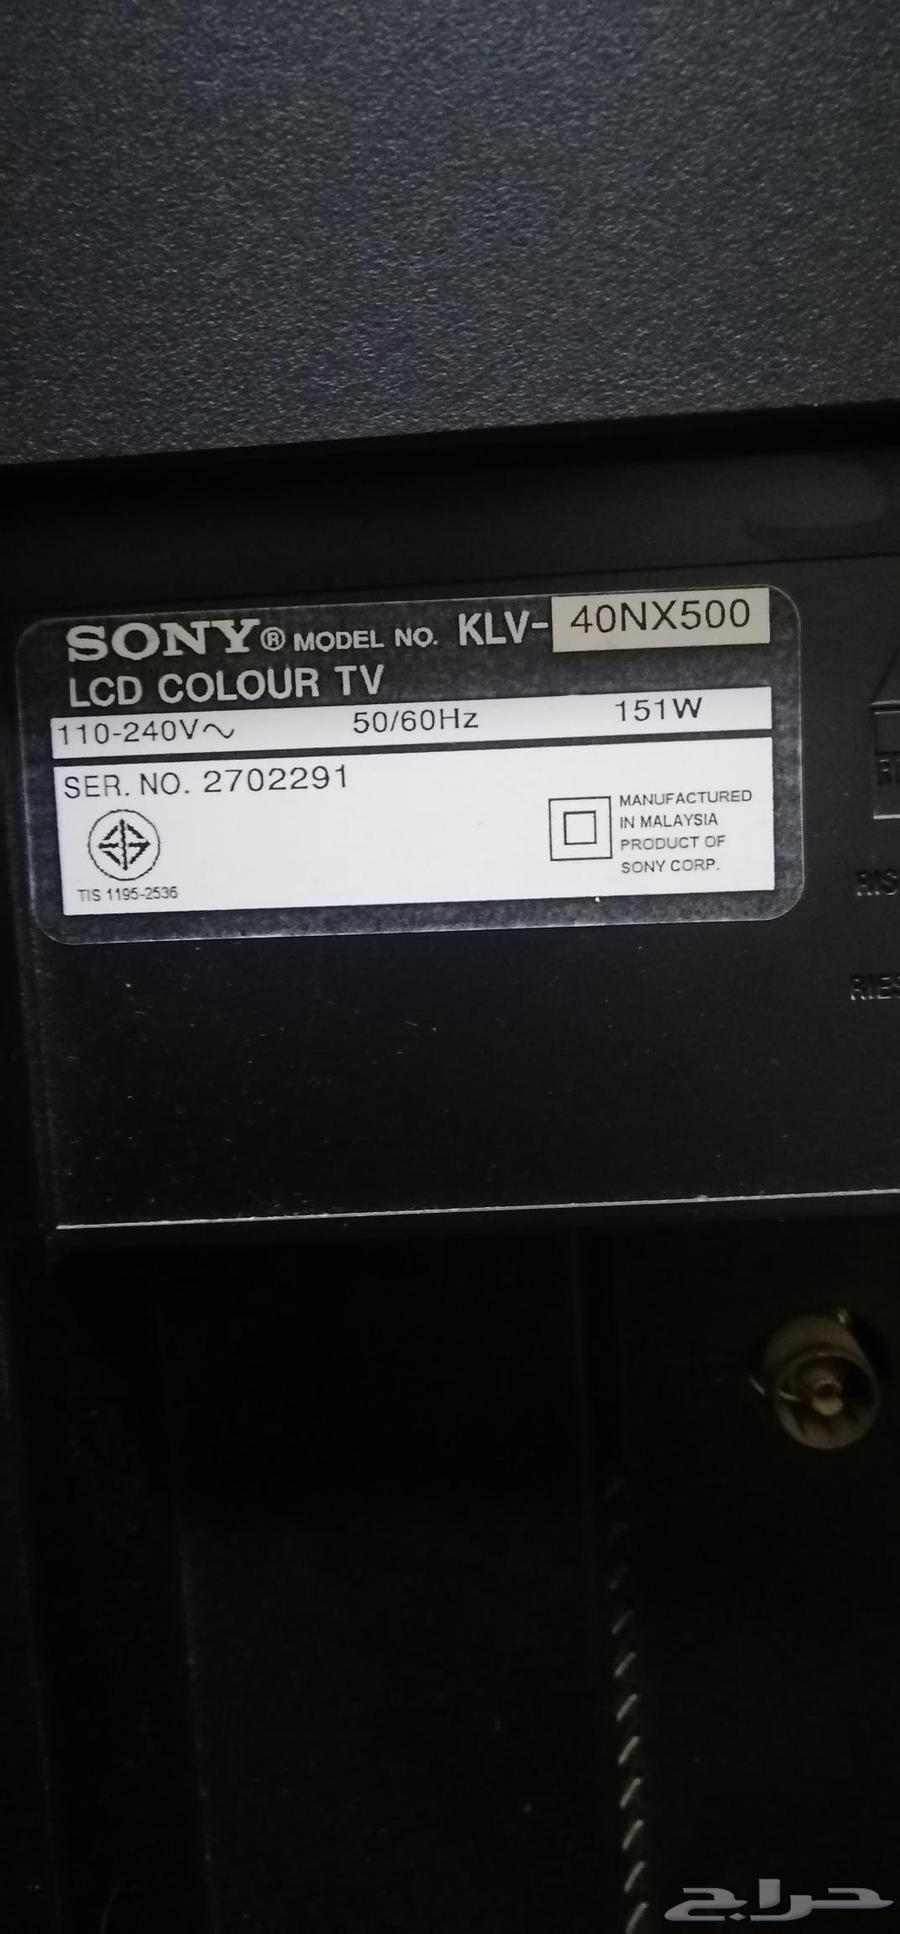 SONY® MODEL NO. KLV-40NX500
LCD COLOUR TV
110-240V~ 50/60Hz 151W
SER. NO. 2702291
TIS 1195-2536
MANUFACTURED
IN MALAYSIA
PRODUCT OF
SONY CORP.
حراج